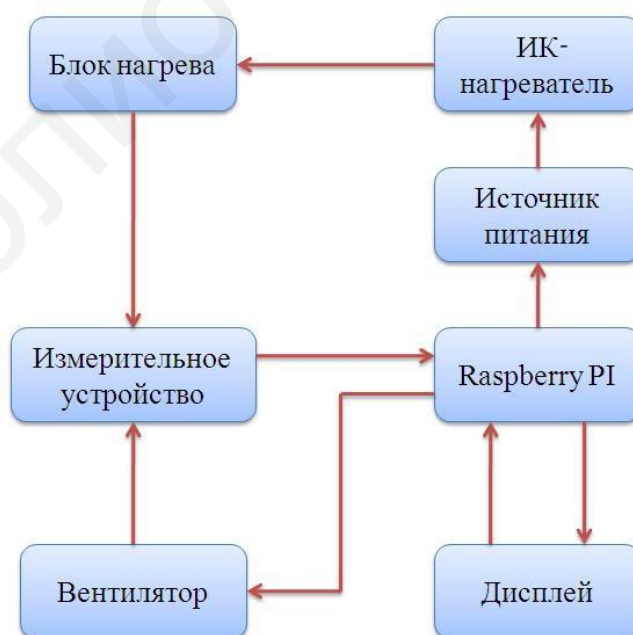 Блок нагрева
ИК-
нагреватель
Источник
питания
Измерительное
устройство
Raspberry PI
Вентилятор
Дисплей